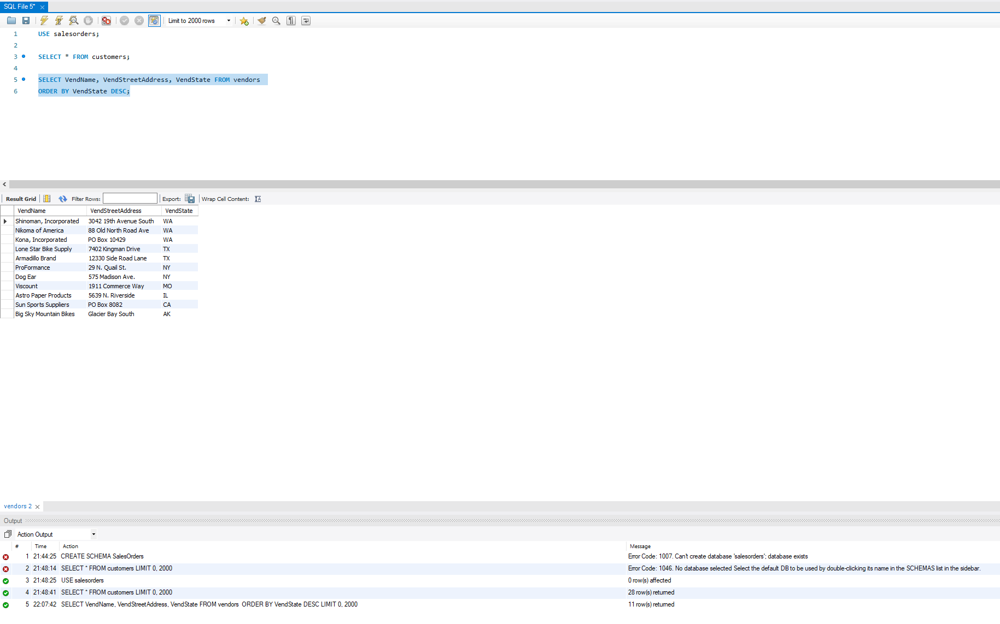 SQL File 5*
Limit to 2000 rows
1 USE salesorders;
2
3 SELECT * FROM customers;
4
5 SELECT VendName, VendStreetAddress, VendState FROM vendors
6 ORDER BY VendState DESC;
Result Grid Filter Rows: Export: Wrap Cell Content:
VendName VendStreetAddress VendState
Shinoman, Incorporated 3042 19th Avenue South WA
Nikoma of America 88 Old North Road Ave WA
Kona, Incorporated PO Box 10429 WA
Lone Star Bike Supply 7402 Kingman Drive TX
Armadillo Brand 12330 Side Road Lane TX
ProFormance 29 N. Quail St. NY
Dog Ear 575 Madison Ave. NY
Viscount 1911 Commerce Way MO
Astro Paper Products 5639 N. Riverside IL
Sun Sports Suppliers PO Box 8082 CA
Big Sky Mountain Bikes Glacier Bay South AK
vendors 2
Output
Action Output
# Time Action Message
1 21:44:25 CREATE SCHEMA SalesOrders Error Code: 1007. Can't create database 'salesorders'; database exists
2 21:48:14 SELECT * FROM customers LIMIT 0, 2000 Error Code: 1046. No database selected Select the default DB to be used by double-clicking its name in the SCHEMAS list in the sidebar.
3 21:48:25 USE salesorders 0 row(s) affected
4 21:48:41 SELECT * FROM customers LIMIT 0, 2000 28 row(s) returned
5 22:07:42 SELECT VendName, VendStreetAddress, VendState FROM vendors ORDER BY VendState DESC LIMIT 0, 2000 11 row(s) returned